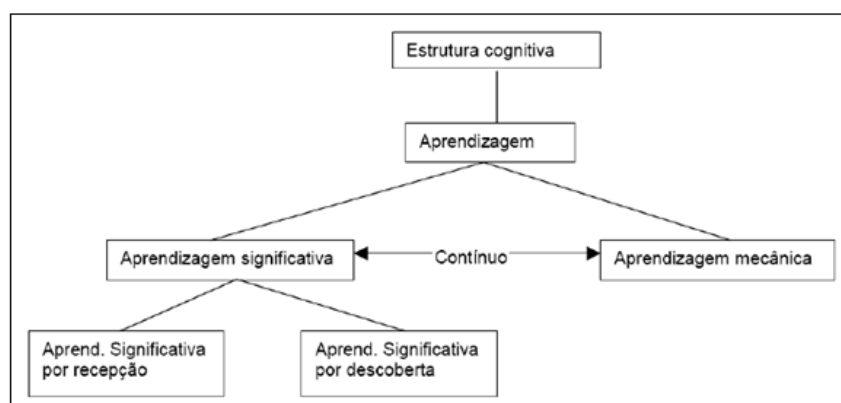 Estrutura cognitiva
Aprendizagem
Aprendizagem significativa
Contínuo
Aprendizagem mecânica
Aprend. Significativa
por recepção
Aprend. Significativa
por descoberta